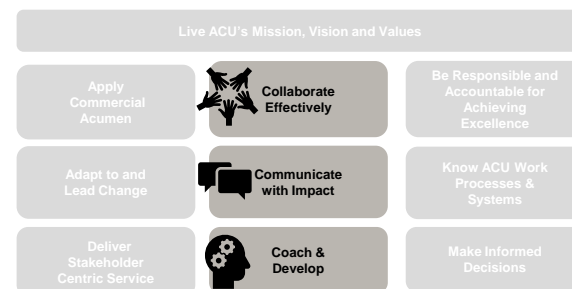 Live ACU's Mission, Vision and Values
Apply
Commercial
Acumen
Collaborate
Effectively
Be Responsible and
Accountable for
Achieving
Excellence
Adapt to and
Lead Change
Communicate
with Impact
Know ACU Work
Processes &
Systems
Deliver
Stakeholder
Centric Service
Coach &
Develop
Make Informed
Decisions